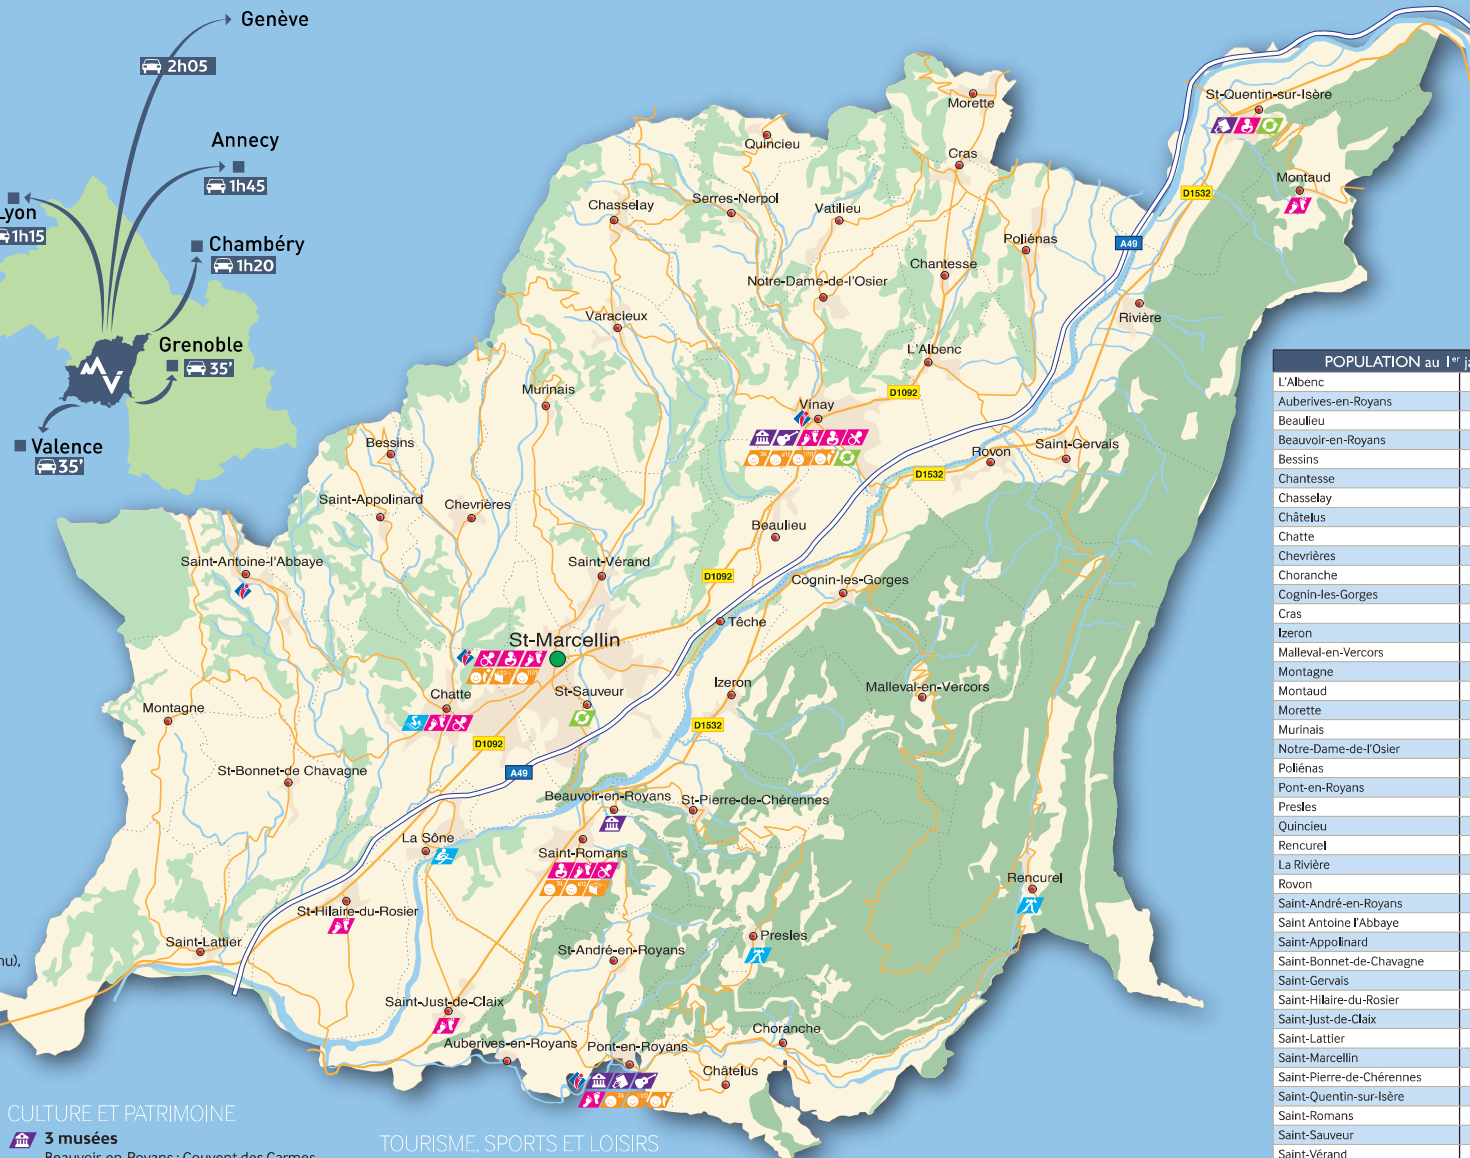 Genève
2h05
Annecy
1h45
Lyon
1h15
Chambéry
1h20
Grenoble
35'
MV
Valence
35'
Morette
St-Quentin-sur-Isère
Quincieu
Cras
Montaud
D1532
Chasselay
Serres-Nerpol
Vatilieu
Poliénas
A49
Chantesse
Notre-Dame-de-l'Osier
Rivière
Varacieux
L'Albenc
Murinais
D1092
Vinay
Bessins
Saint-Gervais
Rovon
D1532
Saint-Appolinard
Chevrières
Beaulieu
Saint-Antoine-l'Abbaye
Saint-Vérand
D1092
Cognin-les-Gorges
Têche
St-Marcellin
Izeron
Malleval-en-Vercors
Chatte
St-Sauveur
Montagne
D1532
D1092
St-Bonnet-de Chavagne
A49
Beauvoir-en-Royans
St-Pierre-de-Chérennes
La Sône
Saint-Romans
Rencurel
St-Hilaire-du-Rosier
Presles
Saint-Lattier
St-André-en-Royans
Saint-Just-de-Claix
Choranche
Auberives-en-Royans
Pont-en-Royans
Châtelus
nu),
CULTURE ET PATRIMOINE
3 musées
Beauvoir-en-Royans : Couvent des Carmes
TOURISME, SPORTS ET LOISIRS
POPULATION au 1er ja
L'Albenc
Auberives-en-Royans
Beaulieu
Beauvoir-en-Royans
Bessins
Chantesse
Chasselay
Châtelus
Chatte
Chevrières
Choranche
Cognin-les-Gorges
Cras
Izeron
Malleval-en-Vercors
Montagne
Montaud
Morette
Murinais
Notre-Dame-de-l'Osier
Poliénas
Pont-en-Royans
Presles
Quincieu
Rencurel
La Rivière
Rovon
Saint-André-en-Royans
Saint Antoine l'Abbaye
Saint-Appolinard
Saint-Bonnet-de-Chavagne
Saint-Gervais
Saint-Hilaire-du-Rosier
Saint-Just-de-Claix
Saint-Lattier
Saint-Marcellin
Saint-Pierre-de-Chérennes
Saint-Quentin-sur-Isère
Saint-Romans
Saint-Sauveur
Saint-Vérand